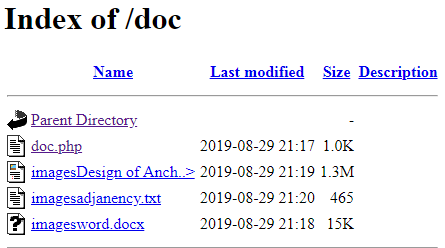 Index of /doc
Name Last modified Size Description
Parent Directory -
doc.php 2019-08-29 21:17 1.0K
imagesDesign of Anch..> 2019-08-29 21:19 1.3M
imagesadjanency.txt 2019-08-29 21:20 465
imagesword.docx 2019-08-29 21:18 15K